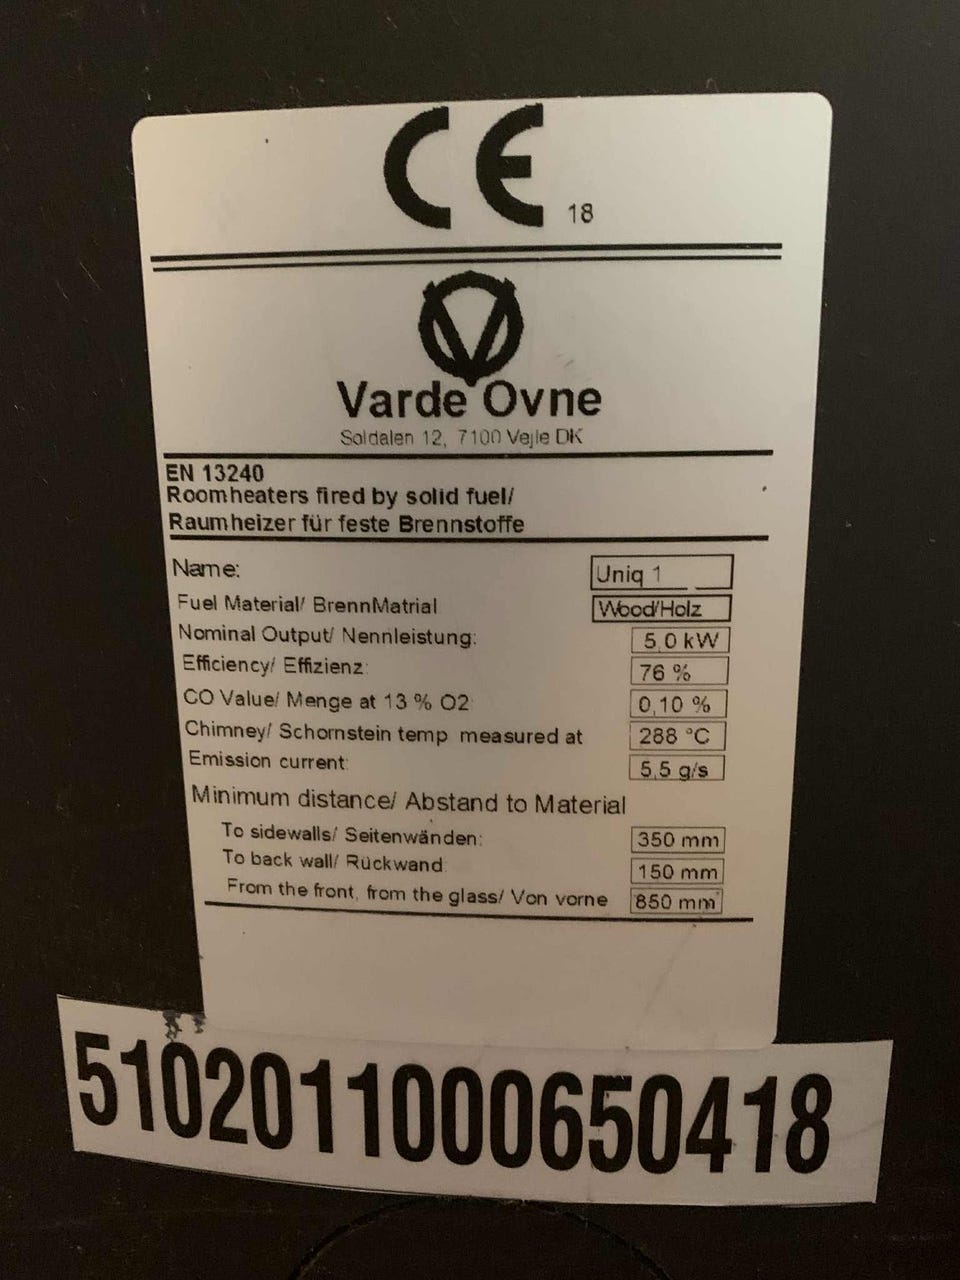 CE 18
Varde Ovne
Soldalen 12, 7100 Vejle DK
EN 13240
Roomheaters fired by solid fuel/
Raumheizer für feste Brennstoffe
Name: Uniq 1
Fuel Material/ BrennMatrial Wood/Holz
Nominal Output/ Nennleistung: 5,0 kW
Efficiency/ Effizienz: 76 %
CO Value/ Menge at 13 % O2: 0,10 %
Chimney/ Schornstein temp measured at 288 °C
Emission current: 5,5 g/s
Minimum distance/ Abstand to Material
To sidewalls/ Seitenwänden: 350 mm
To back wall/ Rückwand 150 mm
From the front, from the glass/ Von vorne 850 mm
5102011000650418